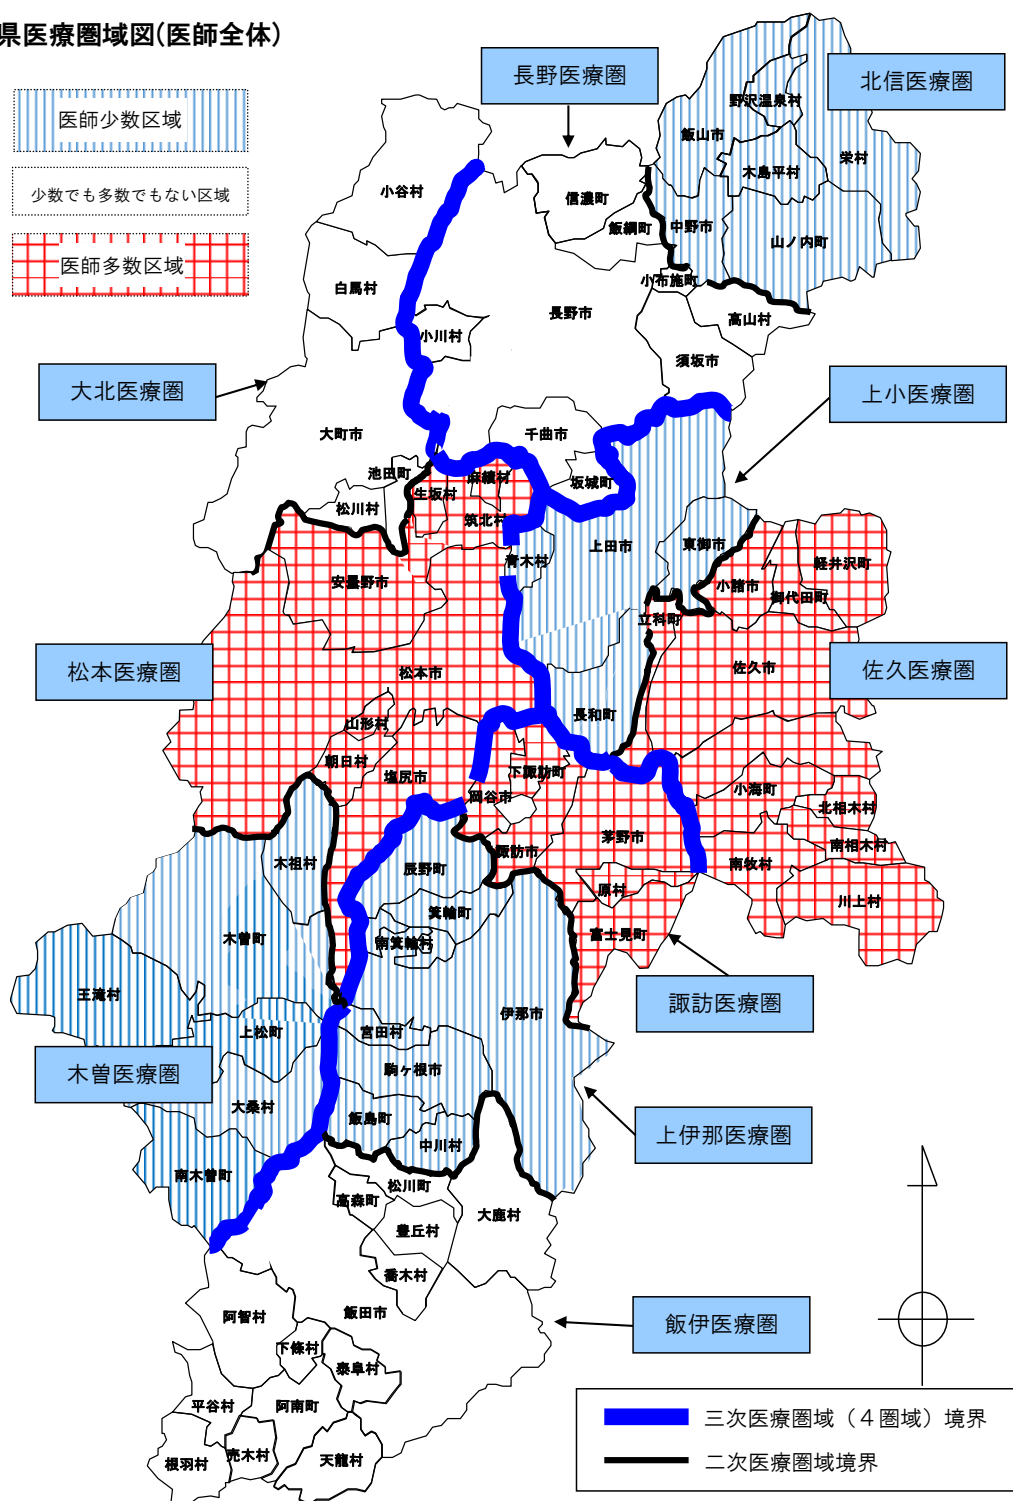 県医療圏域図(医師全体)
長野医療圏
北信医療圏
医師少数区域
少数でも多数でもない区域
医師多数区域
野沢温泉村
飯山市
栄村
木島平村
小谷村
信濃町
飯綱町
中野市
山ノ内町
小布施町
白馬村
長野市
高山村
小川村
須坂市
大北医療圏
上小医療圏
大町市
千曲市
池田町
麻績村
坂城町
生坂村
松川村
筑北村
上田市
東御市
青木村
軽井沢町
安曇野市
小諸市
御代田町
立科町
松本医療圏
松本市
佐久市
佐久医療圏
山形村
長和町
朝日村
塩尻市
下諏訪町
岡谷市
小海町
北相木村
茅野市
南相木村
諏訪市
木祖村
辰野町
南牧村
原村
川上村
箕輪町
木曽町
南箕輪村
富士見町
王滝村
諏訪医療圏
伊那市
上松町
宮田村
木曽医療圏
駒ヶ根市
大桑村
飯島町
上伊那医療圏
中川村
南木曽町
松川町
高森町
大鹿村
豊丘村
喬木村
阿智村
飯田市
飯伊医療圏
下條村
泰阜村
平谷村
阿南町
売木村
根羽村
天龍村
三次医療圏域(4圏域)境界
二次医療圏域境界